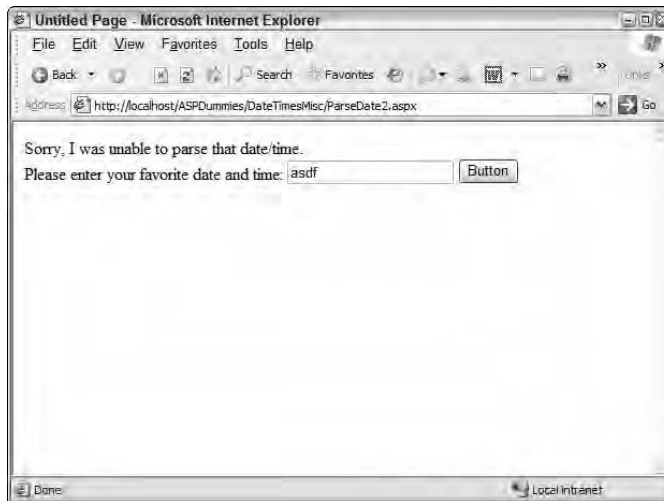 Untitled Page - Microsoft Internet Explorer
File Edit View Favorites Tools Help
Back Search Favorites
Address http://localhost/ASPDummies/DateTimesMisc/ParseDate2.aspx Go
Sorry, I was unable to parse that date/time.
Please enter your favorite date and time: asdf Button
Done Local intranet